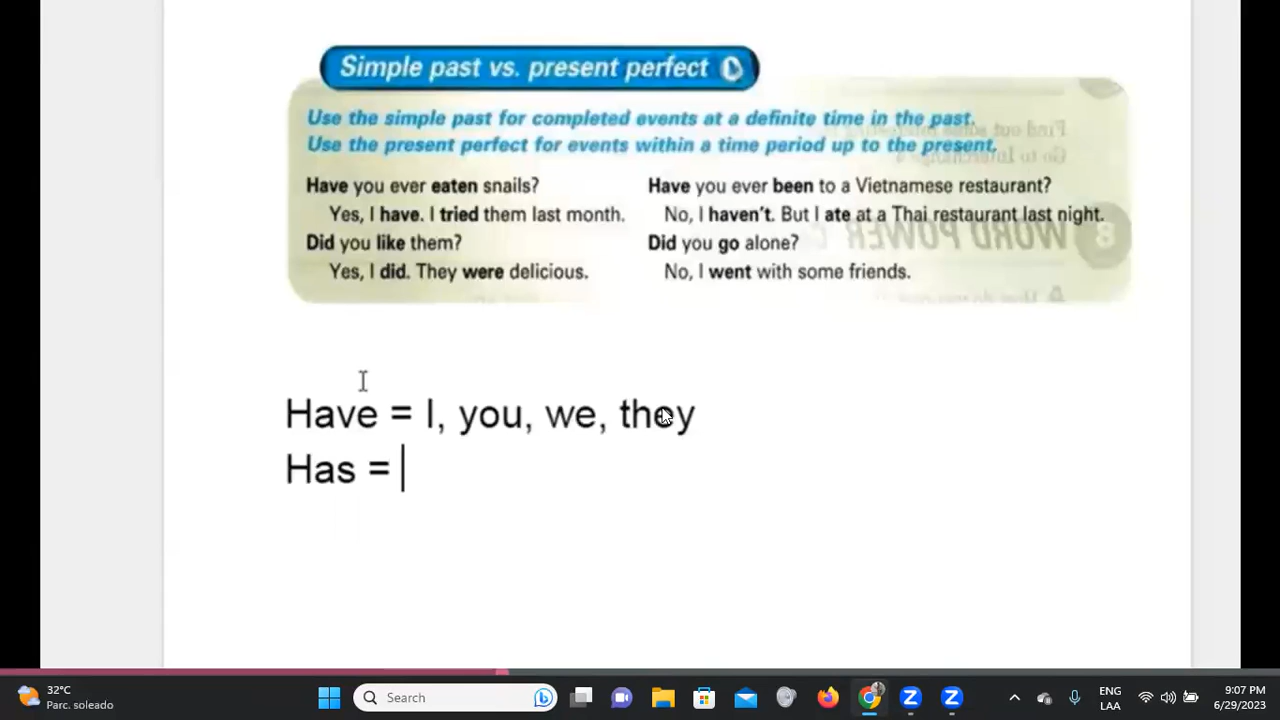 Simple past vs. present perfect
Use the simple past for completed events at a definite time in the past.
Use the present perfect for events within a time period up to the present.
Have you ever eaten snails?
Yes, I have. I tried them last month.
Did you like them?
Yes, I did. They were delicious.
Have you ever been to a Vietnamese restaurant?
No, I haven't. But I ate at a Thai restaurant last night.
Did you go alone?
No, I went with some friends.
8 WORD POWER
Have = I, you, we, they
Has =
32°C
Parc. soleado
Search
ENG
LAA
9:07 PM
6/29/2023